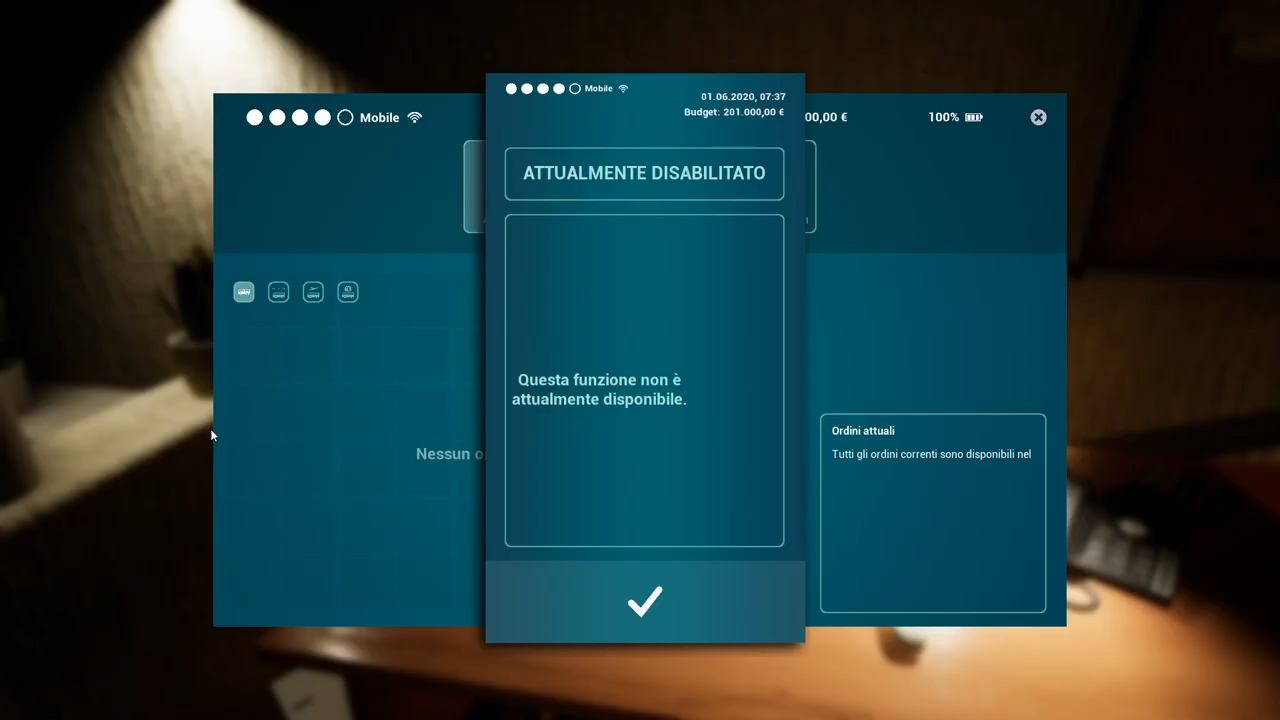 Mobile
01.06.2020, 07:37
Budget: 201.000,00 €
Mobile
00,00 €
100%
ATTUALMENTE DISABILITATO
Questa funzione non è
attualmente disponibile.
Nessun o
Ordini attuali
Tutti gli ordini correnti sono disponibili nel